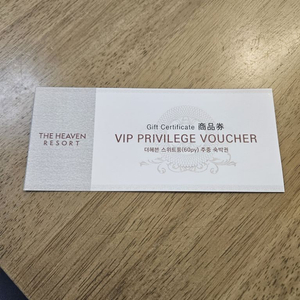 THE HEAVEN
RESORT
Gift Certificate 商品券
VIP PRIVILEGE VOUCHER
더헤븐 스위트룸(60py) 주중 숙박권